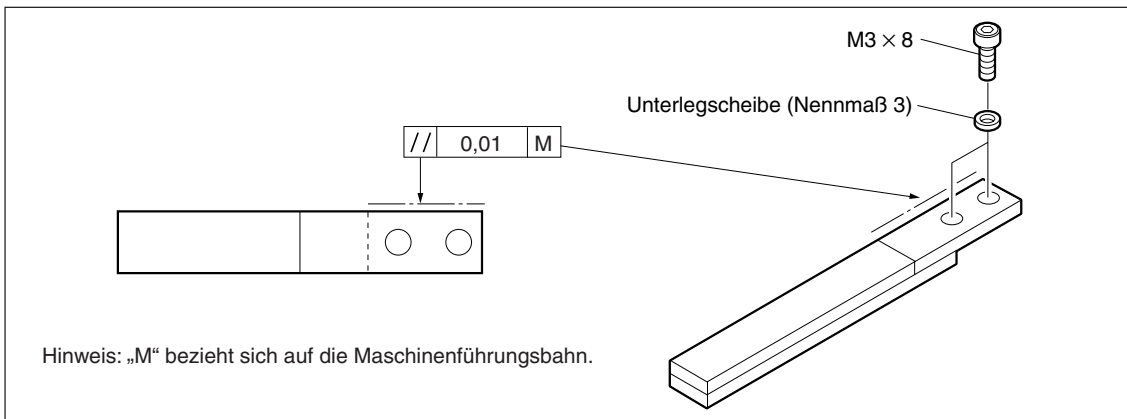 M3 × 8
Unterlegscheibe (Nennmaß 3)
// 0,01 M
Hinweis: „M“ bezieht sich auf die Maschinenführungsbahn.